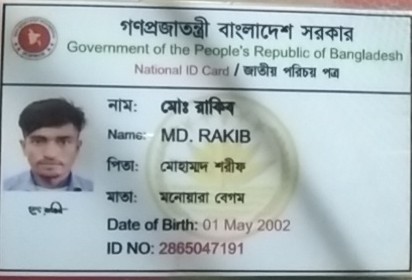 গণপ্রজাতন্ত্রী বাংলাদেশ সরকার
Government of the People's Republic of Bangladesh
National ID Card / জাতীয় পরিচয় পত্র
নাম: মোঃ রাকিব
Name: MD. RAKIB
পিতা: মোহাম্মদ শরীফ
মাতা: মনোয়ারা বেগম
Date of Birth: 01 May 2002
ID NO: 2865047191